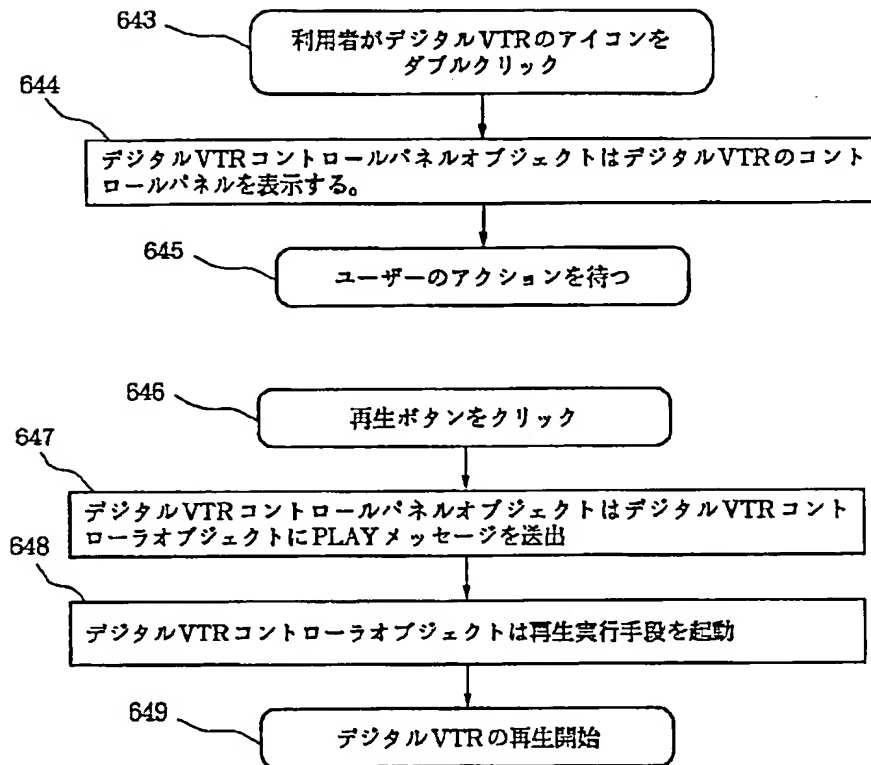 643
利用者がデジタルVTRのアイコンを
ダブルクリック
644
デジタルVTRコントロールパネルオブジェクトはデジタルVTRのコント
ロールパネルを表示する。
645
ユーザーのアクションを待つ
646
再生ボタンをクリック
647
デジタルVTRコントロールパネルオブジェクトはデジタルVTRコント
ローラオブジェクトにPLAYメッセージを送出
648
デジタルVTRコントローラオブジェクトは再生実行手段を起動
649
デジタルVTRの再生開始